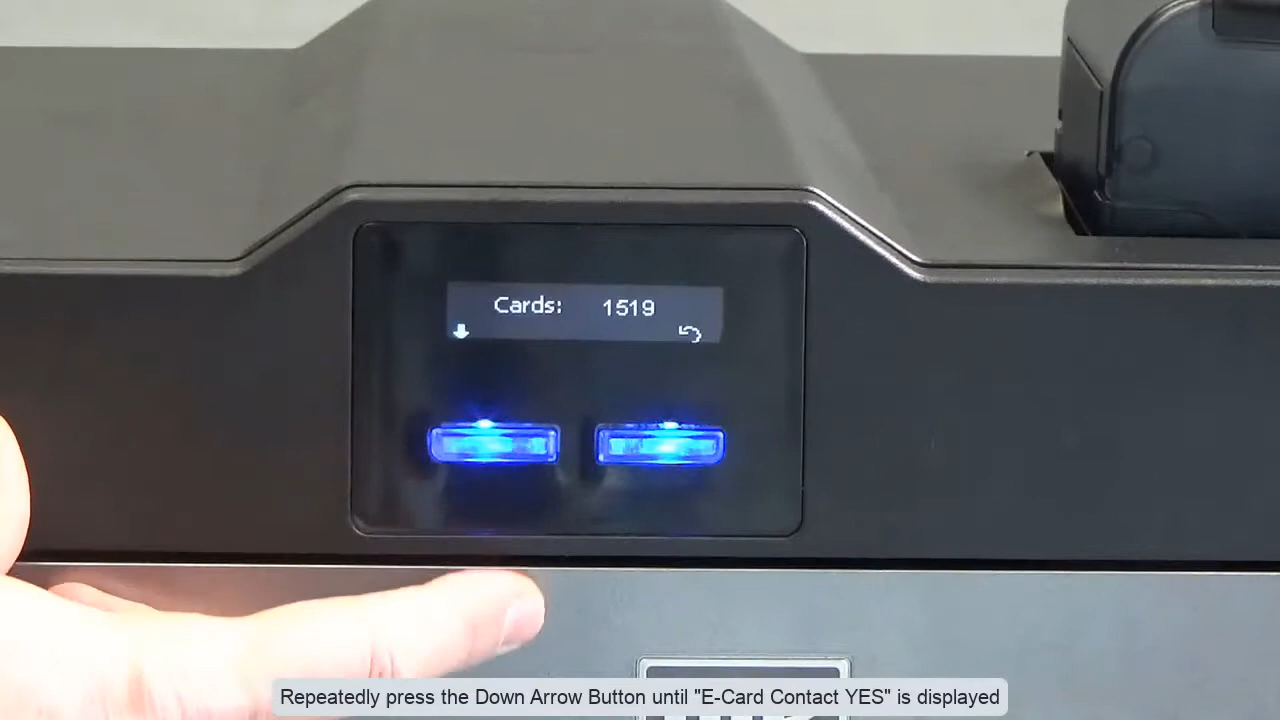 Cards: 1519
Repeatedly press the Down Arrow Button until "E-Card Contact YES" is displayed